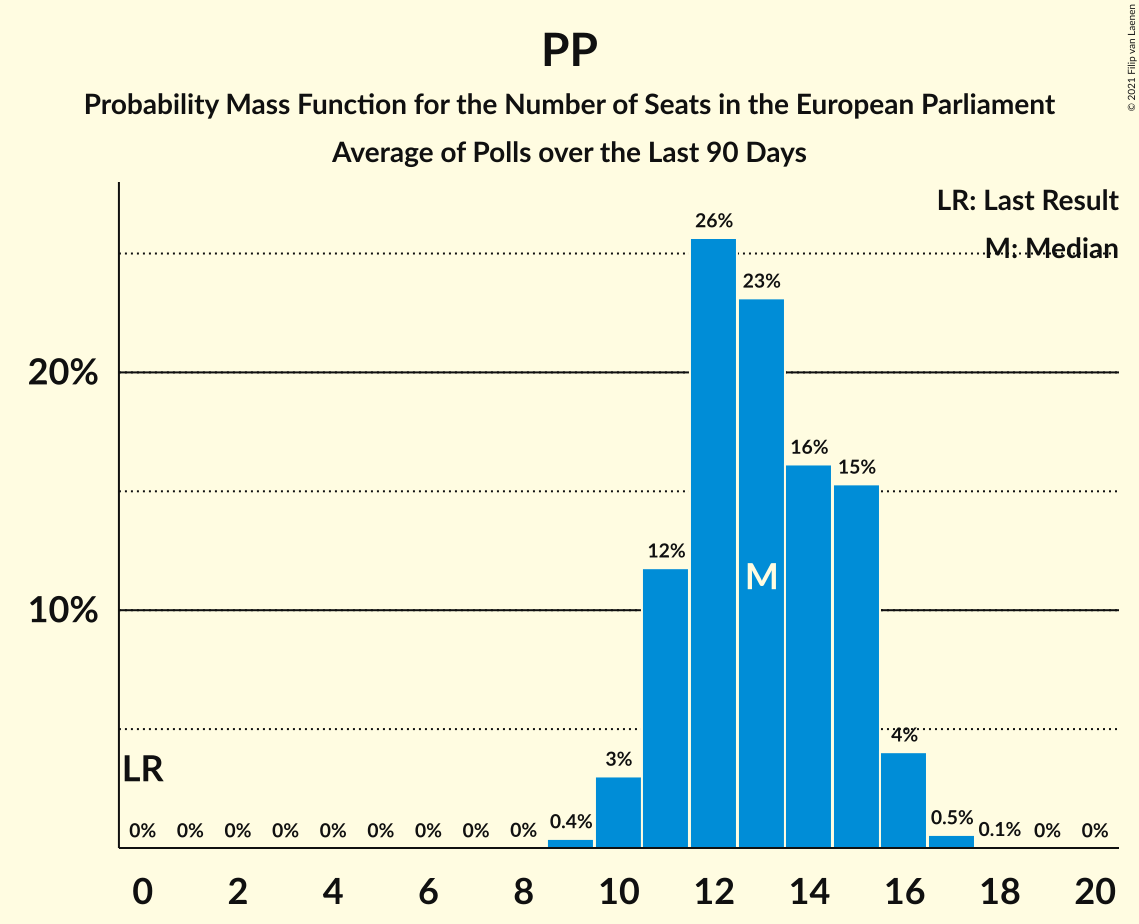 PP
Probability Mass Function for the Number of Seats in the European Parliament
Average of Polls over the Last 90 Days
© 2021 Filip van Laenen
LR: Last Result
M: Median
26%
23%
20%
16%
15%
12%
M
10%
4%
3%
LR
0% 0% 0% 0% 0% 0% 0% 0% 0% 0.4% 0.5% 0.1% 0% 0%
0 2 4 6 8 10 12 14 16 18 20